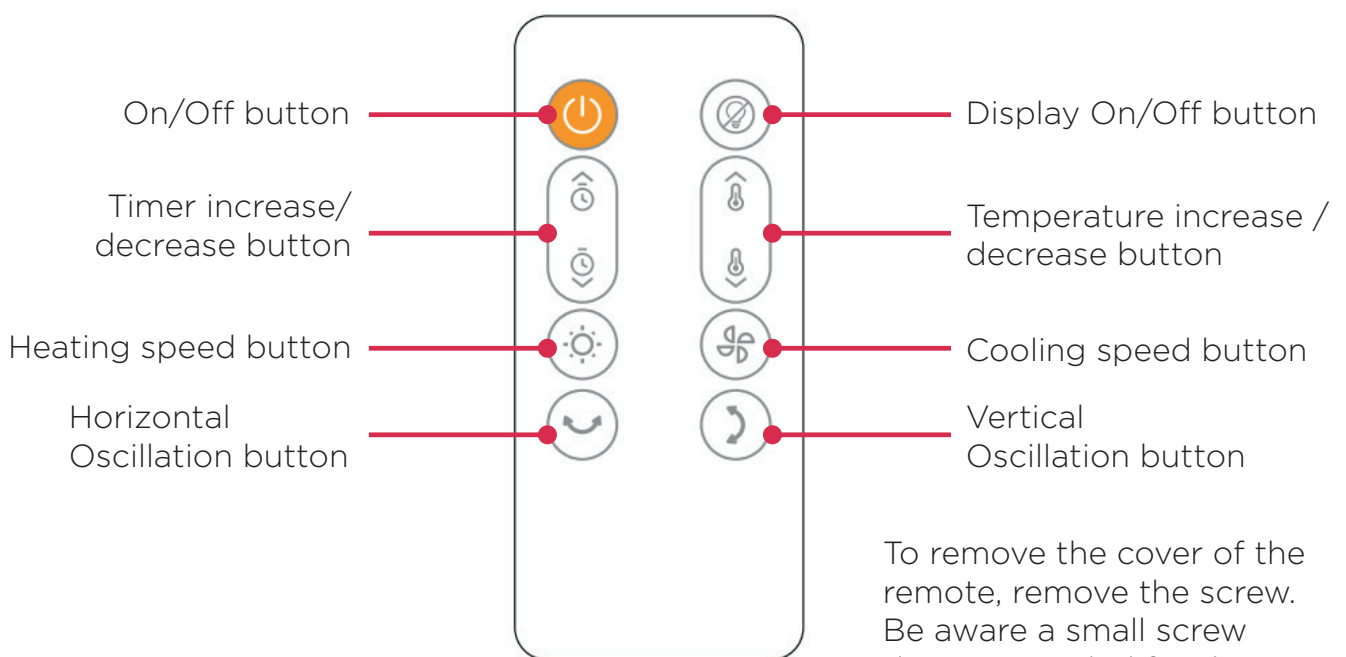 On/Off button
Display On/Off button
Timer increase/
decrease button
Temperature increase /
decrease button
Heating speed button
Cooling speed button
Horizontal
Oscillation button
Vertical
Oscillation button
To remove the cover of the
remote, remove the screw.
Be aware a small screw